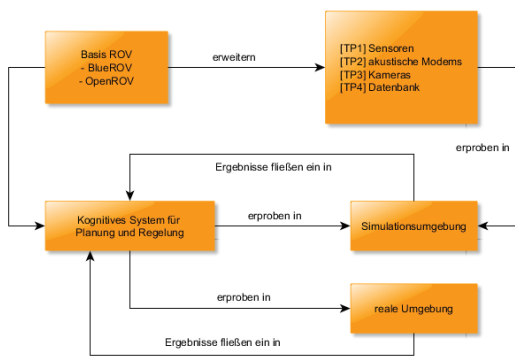 Basis ROV
- BlueROV
- OpenROV
erweitern
[TP1] Sensoren
[TP2] akustische Modems
[TP3] Kameras
[TP4] Datenbank
erproben in
Ergebnisse fließen ein in
Kognitives System für
Planung und Regelung
erproben in
Simulationsumgebung
erproben in
reale Umgebung
Ergebnisse fließen ein in